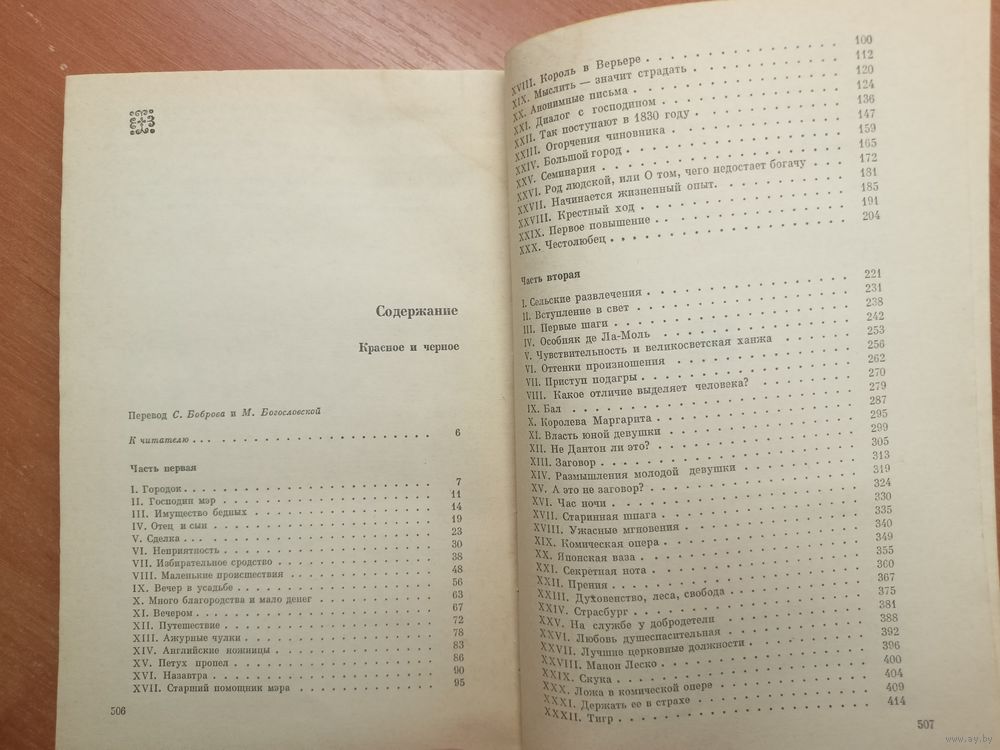 Содержание
Красное и черное
Перевод С. Боброва и М. Богословской
К читателю . . . 6
Часть первая
I. Городок . . . 7
II. Господин мэр . . . 11
III. Имущество бедных . . . 14
IV. Отец и сын . . . 19
V. Сделка . . . 23
VI. Неприятность . . . 30
VII. Избирательное сродство . . . 38
VIII. Маленькие происшествия . . . 48
IX. Вечер в усадьбе . . . 56
X. Много благородства и мало денег . . . 63
XI. Вечером . . . 67
XII. Путешествие . . . 72
XIII. Ажурные чулки . . . 78
XIV. Английские ножницы . . . 83
XV. Петух пропел . . . 86
XVI. Назавтра . . . 90
XVII. Старший помощник мэра . . . 95
506
XVIII. Король в Верьере . . . 100
XIX. Мыслить — значит страдать . . . 112
XX. Анонимные письма . . . 120
XXI. Диалог с господином . . . 124
XXII. Так поступают в 1830 году . . . 136
XXIII. Огорчения чиновника . . . 147
XXIV. Большой город . . . 159
XXV. Семинария . . . 165
XXVI. Род людской, или О том, чего недостает богачу . . . 172
XXVII. Начинается жизненный опыт . . . 181
XXVIII. Крестный ход . . . 185
XXIX. Первое повышение . . . 191
XXX. Честолюбец . . . 204
Часть вторая
I. Сельские развлечения . . . 221
II. Вступление в свет . . . 231
III. Первые шаги . . . 238
IV. Особняк де Ла-Моль . . . 242
V. Чувствительность и великосветская ханжа . . . 253
VI. Оттенки произношения . . . 256
VII. Приступ подагры . . . 262
VIII. Какое отличие выделяет человека? . . . 270
IX. Бал . . . 279
X. Королева Маргарита . . . 287
XI. Власть юной девушки . . . 295
XII. Не Дантон ли это? . . . 299
XIII. Заговор . . . 305
XIV. Размышления молодой девушки . . . 313
XV. А это не заговор? . . . 319
XVI. Час ночи . . . 324
XVII. Старинная шпага . . . 330
XVIII. Ужасные мгновения . . . 335
XIX. Комическая опера . . . 340
XX. Японская ваза . . . 349
XXI. Секретная нота . . . 355
XXII. Прения . . . 360
XXIII. Духовенство, леса, свобода . . . 367
XXIV. Страсбург . . . 375
XXV. На службе у добродетели . . . 381
XXVI. Любовь душеспасительная . . . 388
XXVII. Лучшие церковные должности . . . 392
XXVIII. Манон Леско . . . 396
XXIX. Скука . . . 400
XXX. Ложа в комической опере . . . 404
XXXI. Держать ее в страхе . . . 409
XXXII. Тигр . . . 414
507
www.ay.by